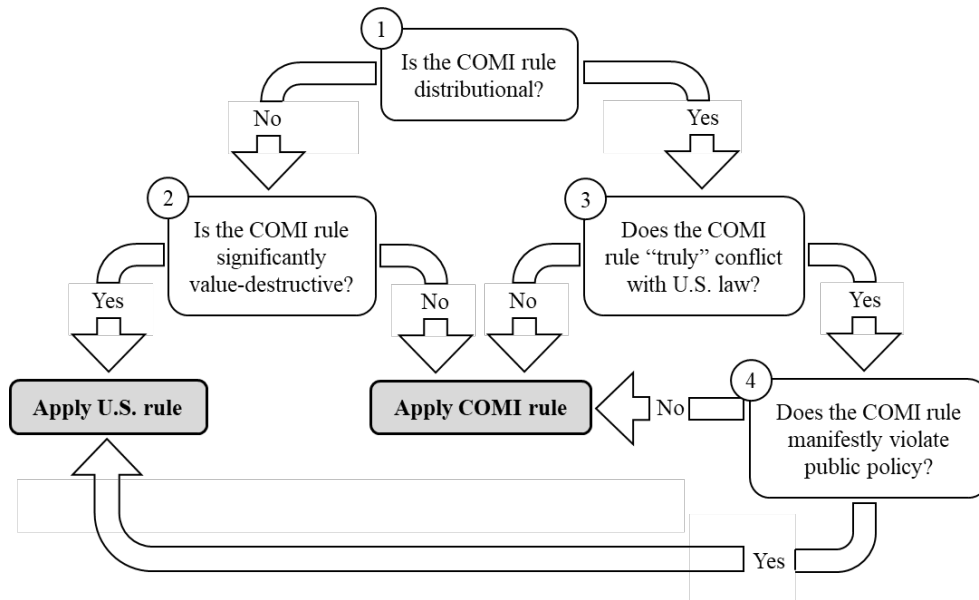 1
Is the COMI rule
distributional?
No
Yes
2
Is the COMI rule
significantly
value-destructive?
3
Does the COMI
rule “truly” conflict
with U.S. law?
Yes
No
No
Yes
Apply U.S. rule
Apply COMI rule
No
4
Does the COMI rule
manifestly violate
public policy?
Yes